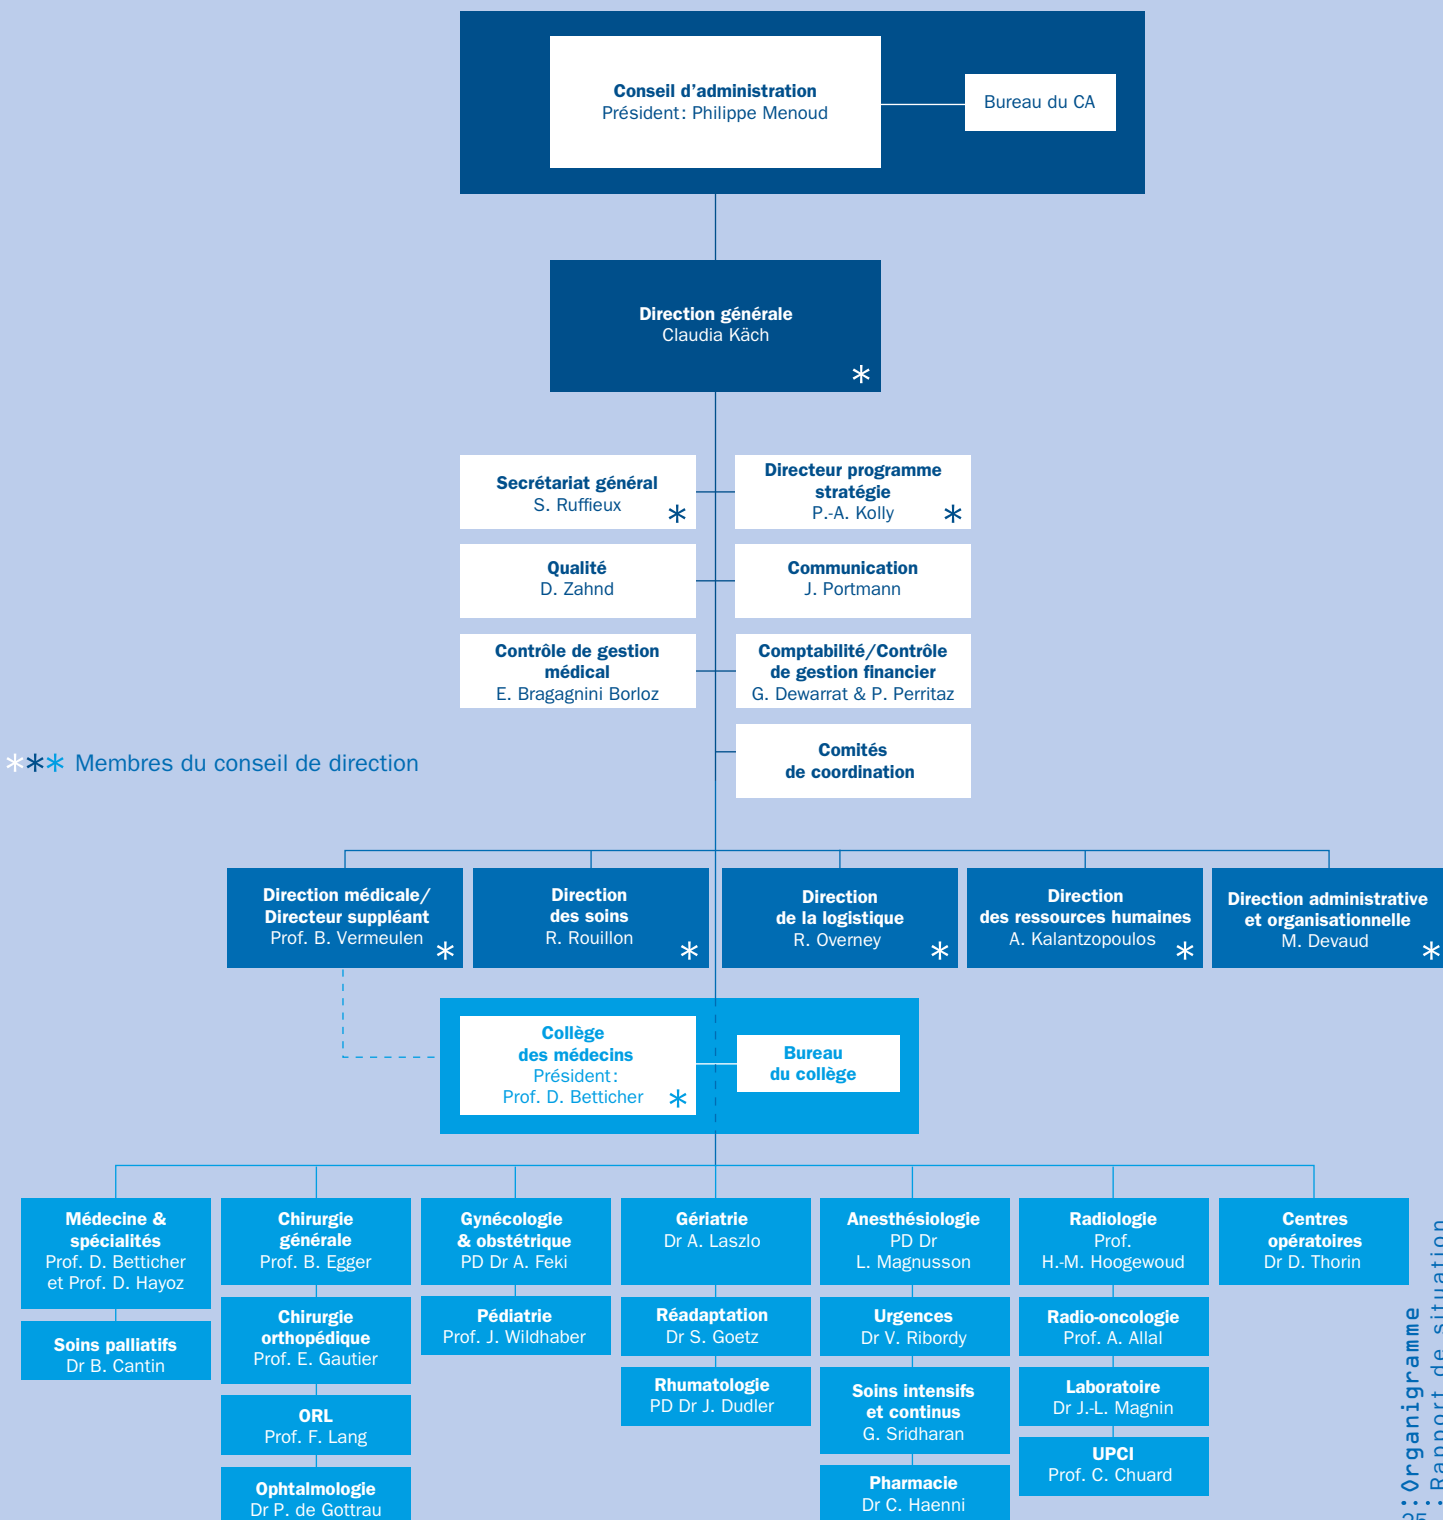 Conseil d'administration
Président: Philippe Menoud
Bureau du CA
Direction générale
Claudia Käch
*
Secrétariat général
S. Ruffieux
*
Directeur programme
stratégie
P.-A. Kolly
*
Qualité
D. Zahnd
Communication
J. Portmann
Contrôle de gestion
médical
E. Bragagnini Borloz
Comptabilité/Contrôle
de gestion financier
G. Dewarrat & P. Perritaz
Comités
de coordination
*** Membres du conseil de direction
Direction médicale/
Directeur suppléant
Prof. B. Vermeulen
*
Direction
des soins
R. Rouillon
*
Direction
de la logistique
R. Overney
*
Direction
des ressources humaines
A. Kalantzopoulos
*
Direction administrative
et organisationnelle
M. Devaud
*
Collège
des médecins
Président:
Prof. D. Betticher
*
Bureau
du collège
Médecine &
spécialités
Prof. D. Betticher
et Prof. D. Hayoz
Soins palliatifs
Dr B. Cantin
Chirurgie
générale
Prof. B. Egger
Chirurgie
orthopédique
Prof. E. Gautier
ORL
Prof. F. Lang
Ophtalmologie
Dr P. de Gottrau
Gynécologie
& obstétrique
PD Dr A. Feki
Pédiatrie
Prof. J. Wildhaber
Gériatrie
Dr A. Laszlo
Réadaptation
Dr S. Goetz
Rhumatologie
PD Dr J. Dudler
Anesthésiologie
PD Dr
L. Magnusson
Urgences
Dr V. Ribordy
Soins intensifs
et continus
G. Sridharan
Pharmacie
Dr C. Haenni
Radiologie
Prof.
H.-M. Hoogewoud
Radio-oncologie
Prof. A. Allal
Laboratoire
Dr J.-L. Magnin
UPCI
Prof. C. Chuard
Centres
opératoires
Dr D. Thorin
::Organigramme
:Rapport de situation